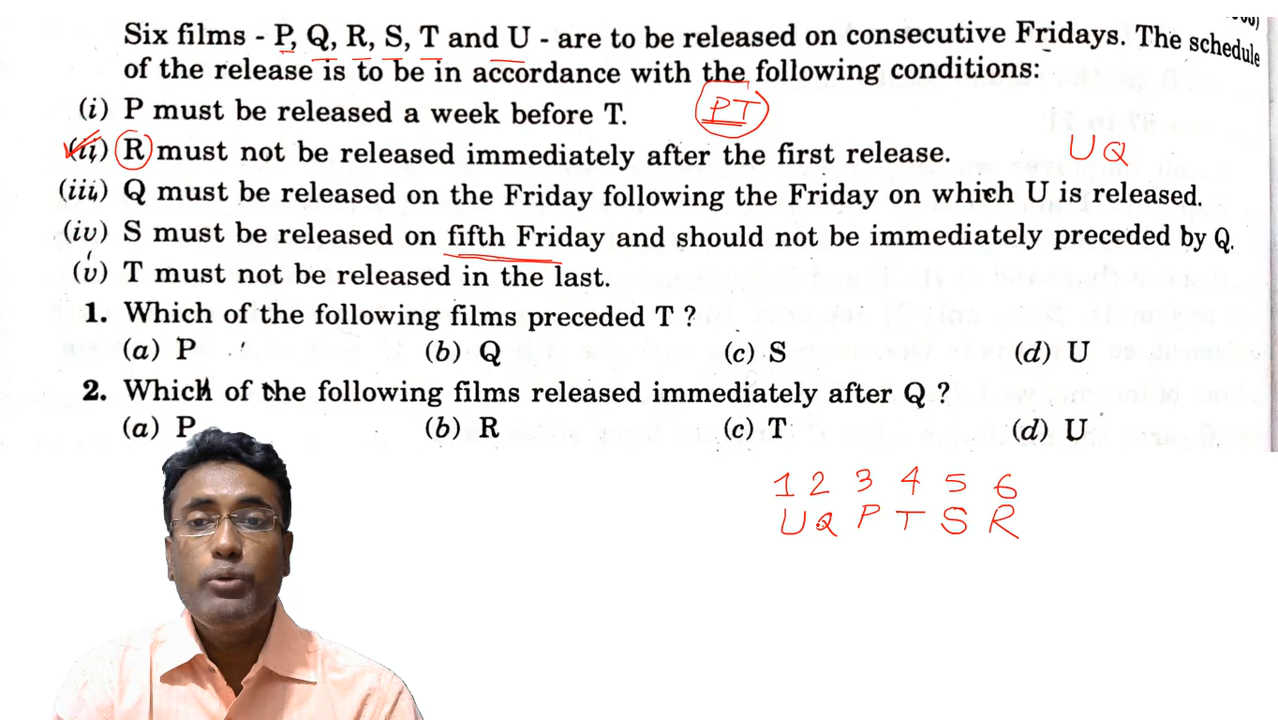 Six films - P, Q, R, S, T and U - are to be released on consecutive Fridays. The schedule
of the release is to be in accordance with the following conditions:
(i) P must be released a week before T.
PT
(ii) R must not be released immediately after the first release.
UQ
(iii) Q must be released on the Friday following the Friday on which U is released.
(iv) S must be released on fifth Friday and should not be immediately preceded by Q.
(v) T must not be released in the last.
1. Which of the following films preceded T ?
(a) P (b) Q (c) S (d) U
2. Which of the following films released immediately after Q ?
(a) P (b) R (c) T (d) U
1 2 3 4 5 6
U Q P T S R